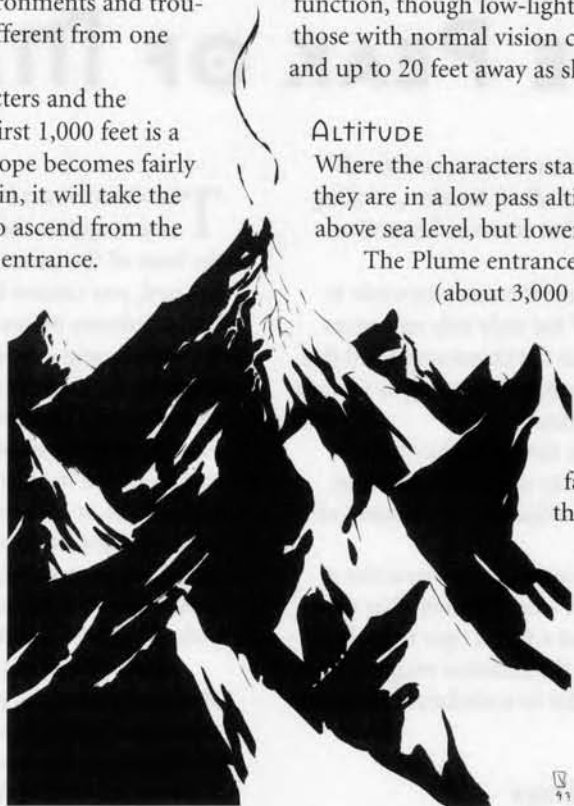 ronments and trou-
fferent from one
cters and the
irst 1,000 feet is a
ope becomes fairly
in, it will take the
o ascend from the
entrance.
function, though low-light
those with normal vision c
and up to 20 feet away as sh
ALTITUDE
Where the characters sta
they are in a low pass alti
above sea level, but lower
The Plume entrance
(about 3,000
fa
th